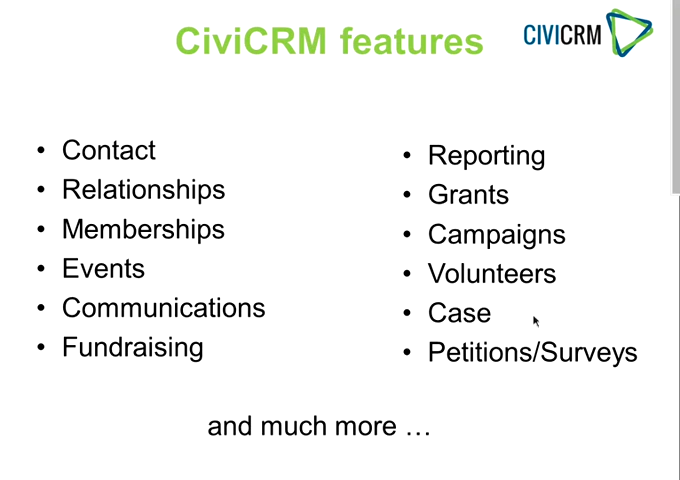 CiviCRM features
CIVICRM
• Contact
• Relationships
• Memberships
• Events
• Communications
• Fundraising
• Reporting
• Grants
• Campaigns
• Volunteers
• Case
• Petitions/Surveys
and much more …